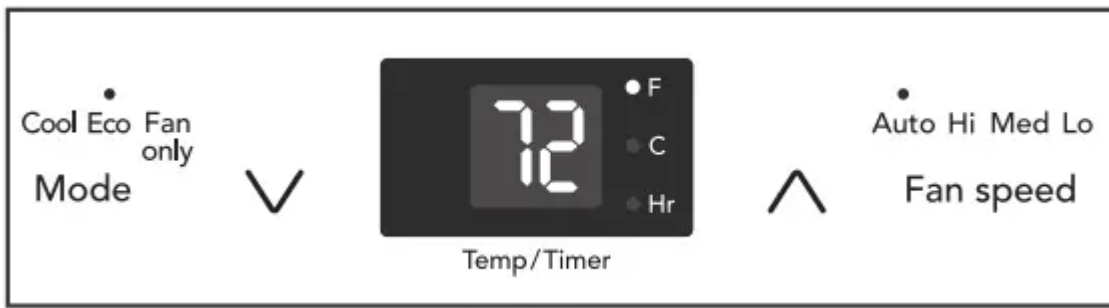 Cool Eco Fan only
Mode
72
F
C
Hr
Temp/Timer
Auto Hi Med Lo
Fan speed